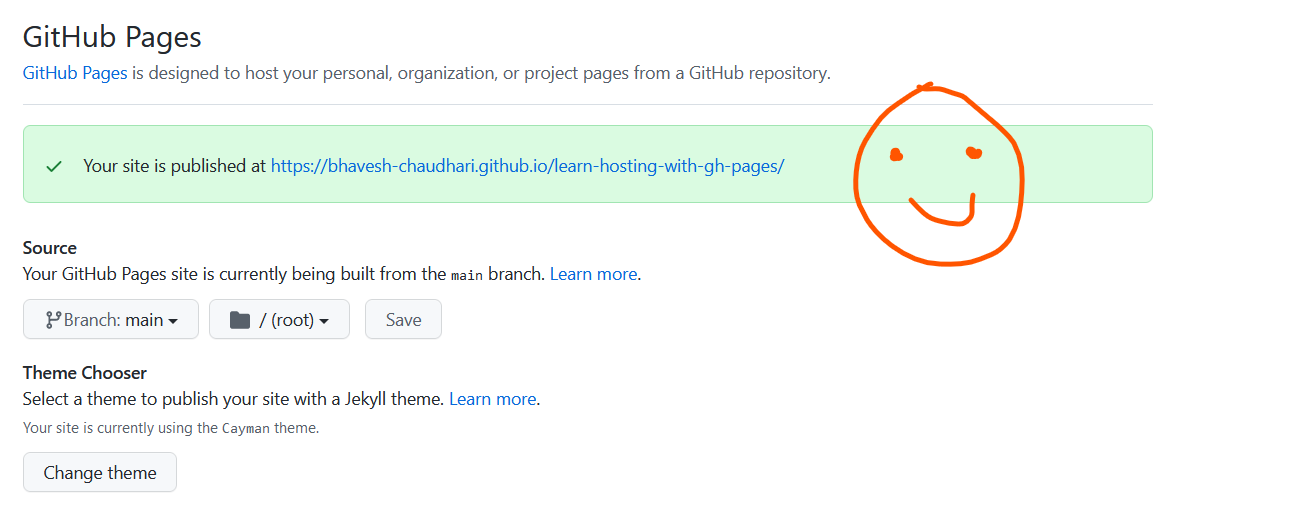 GitHub Pages
GitHub Pages is designed to host your personal, organization, or project pages from a GitHub repository.
Your site is published at https://bhavesh-chaudhari.github.io/learn-hosting-with-gh-pages/
Source
Your GitHub Pages site is currently being built from the main branch. Learn more.
Branch: main / (root) Save
Theme Chooser
Select a theme to publish your site with a Jekyll theme. Learn more.
Your site is currently using the Cayman theme.
Change theme